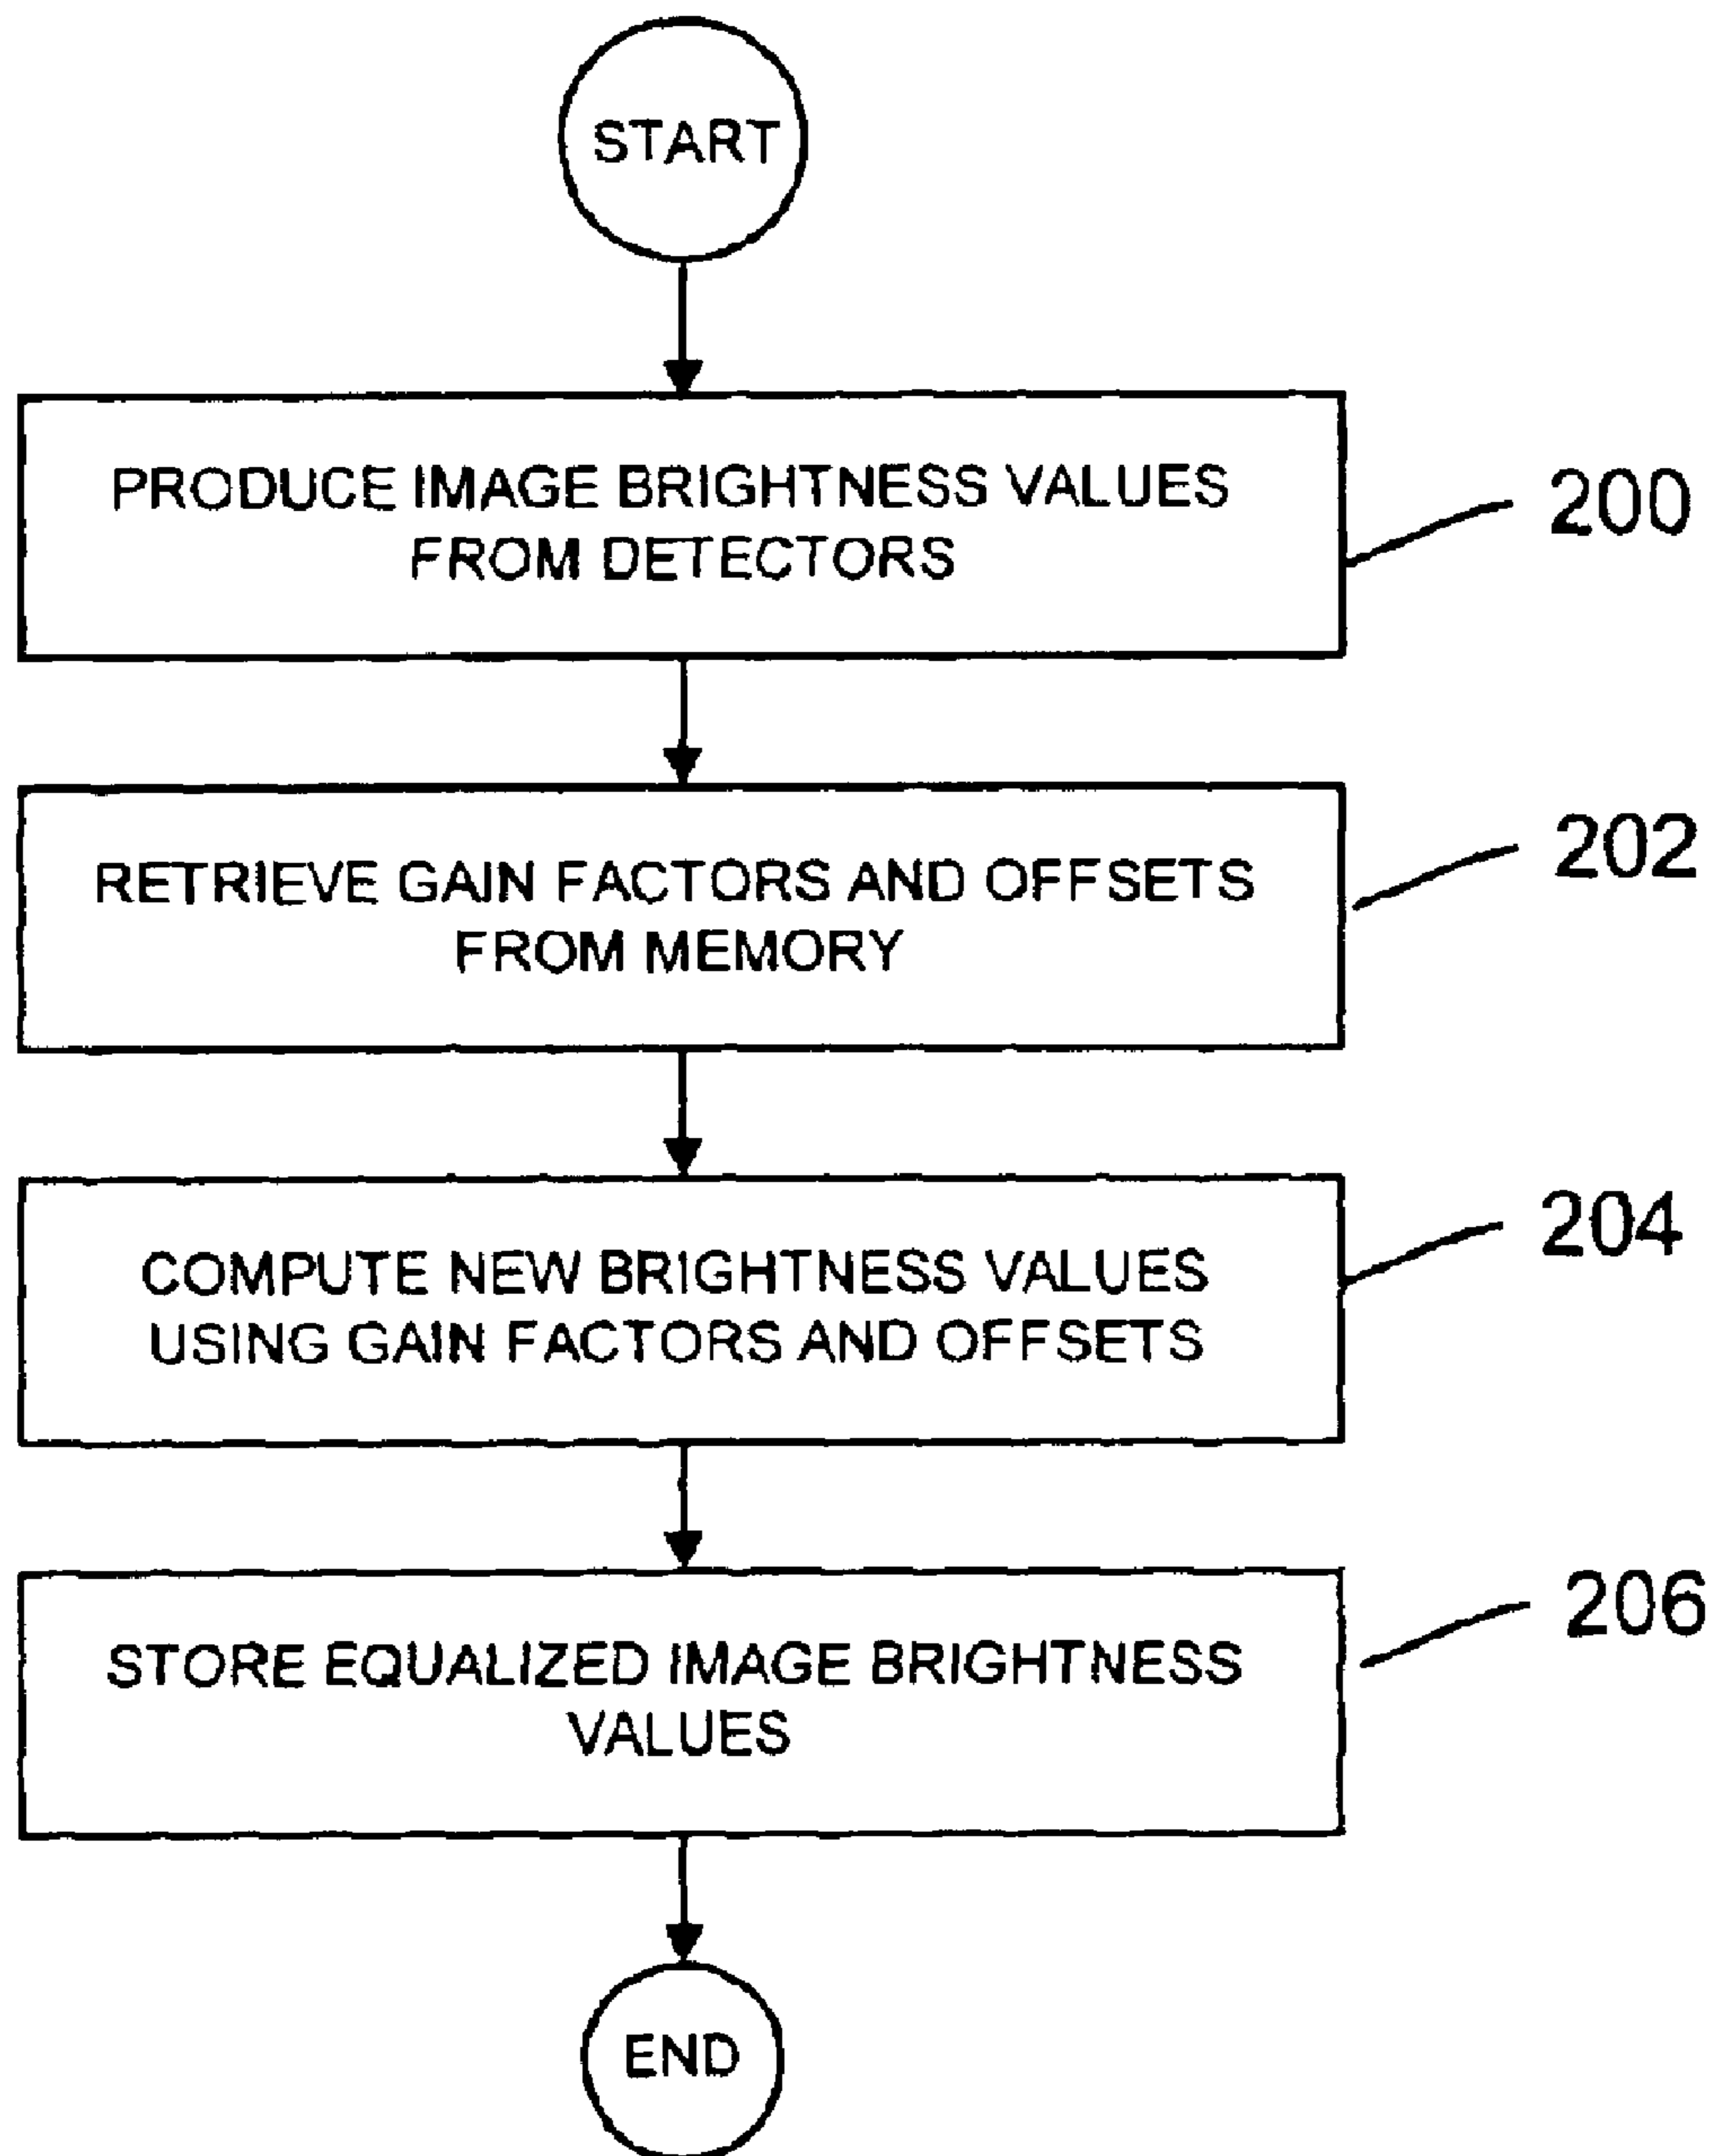 START
PRODUCE IMAGE BRIGHTNESS VALUES
FROM DETECTORS
200
RETRIEVE GAIN FACTORS AND OFFSETS
FROM MEMORY
202
COMPUTE NEW BRIGHTNESS VALUES
USING GAIN FACTORS AND OFFSETS
204
STORE EQUALIZED IMAGE BRIGHTNESS
VALUES
206
END